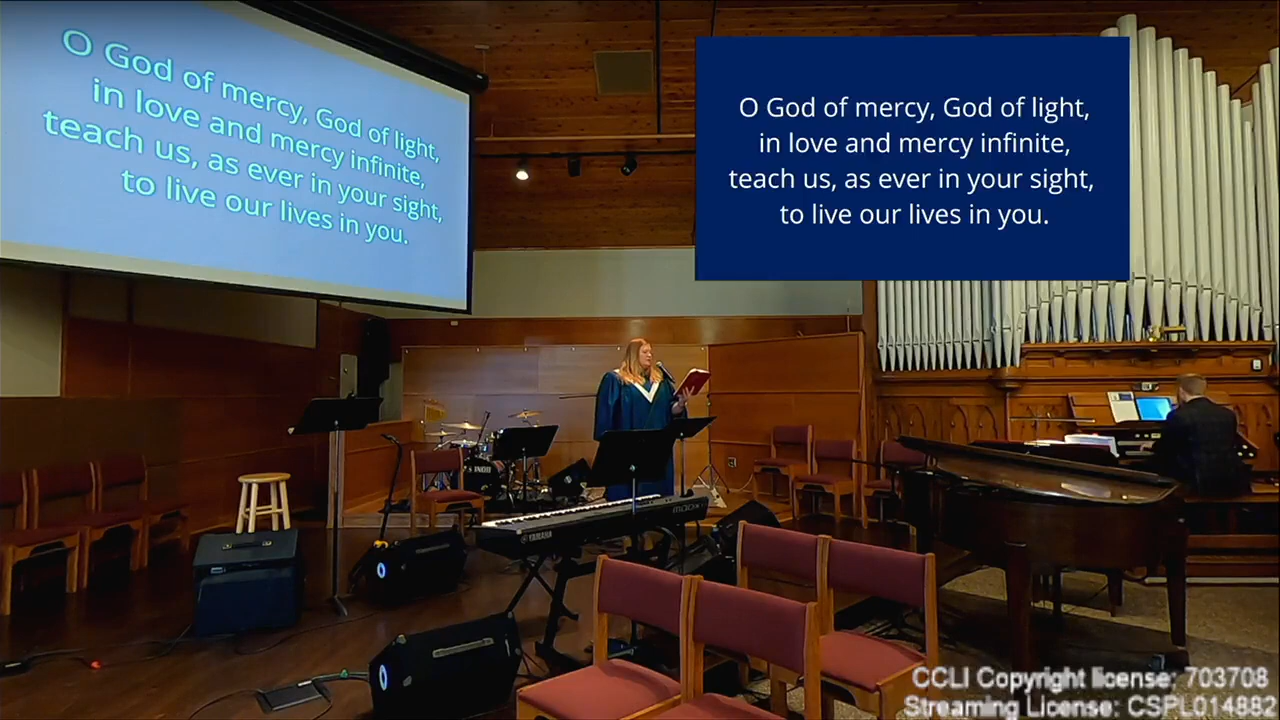 O God of mercy, God of light,
in love and mercy infinite,
teach us, as ever in your sight,
to live our lives in you.
O God of mercy, God of light,
in love and mercy infinite,
teach us, as ever in your sight,
to live our lives in you.
YAMAHA
MODX
CCLI Copyright license: 703708
Streaming License: CSPL014882